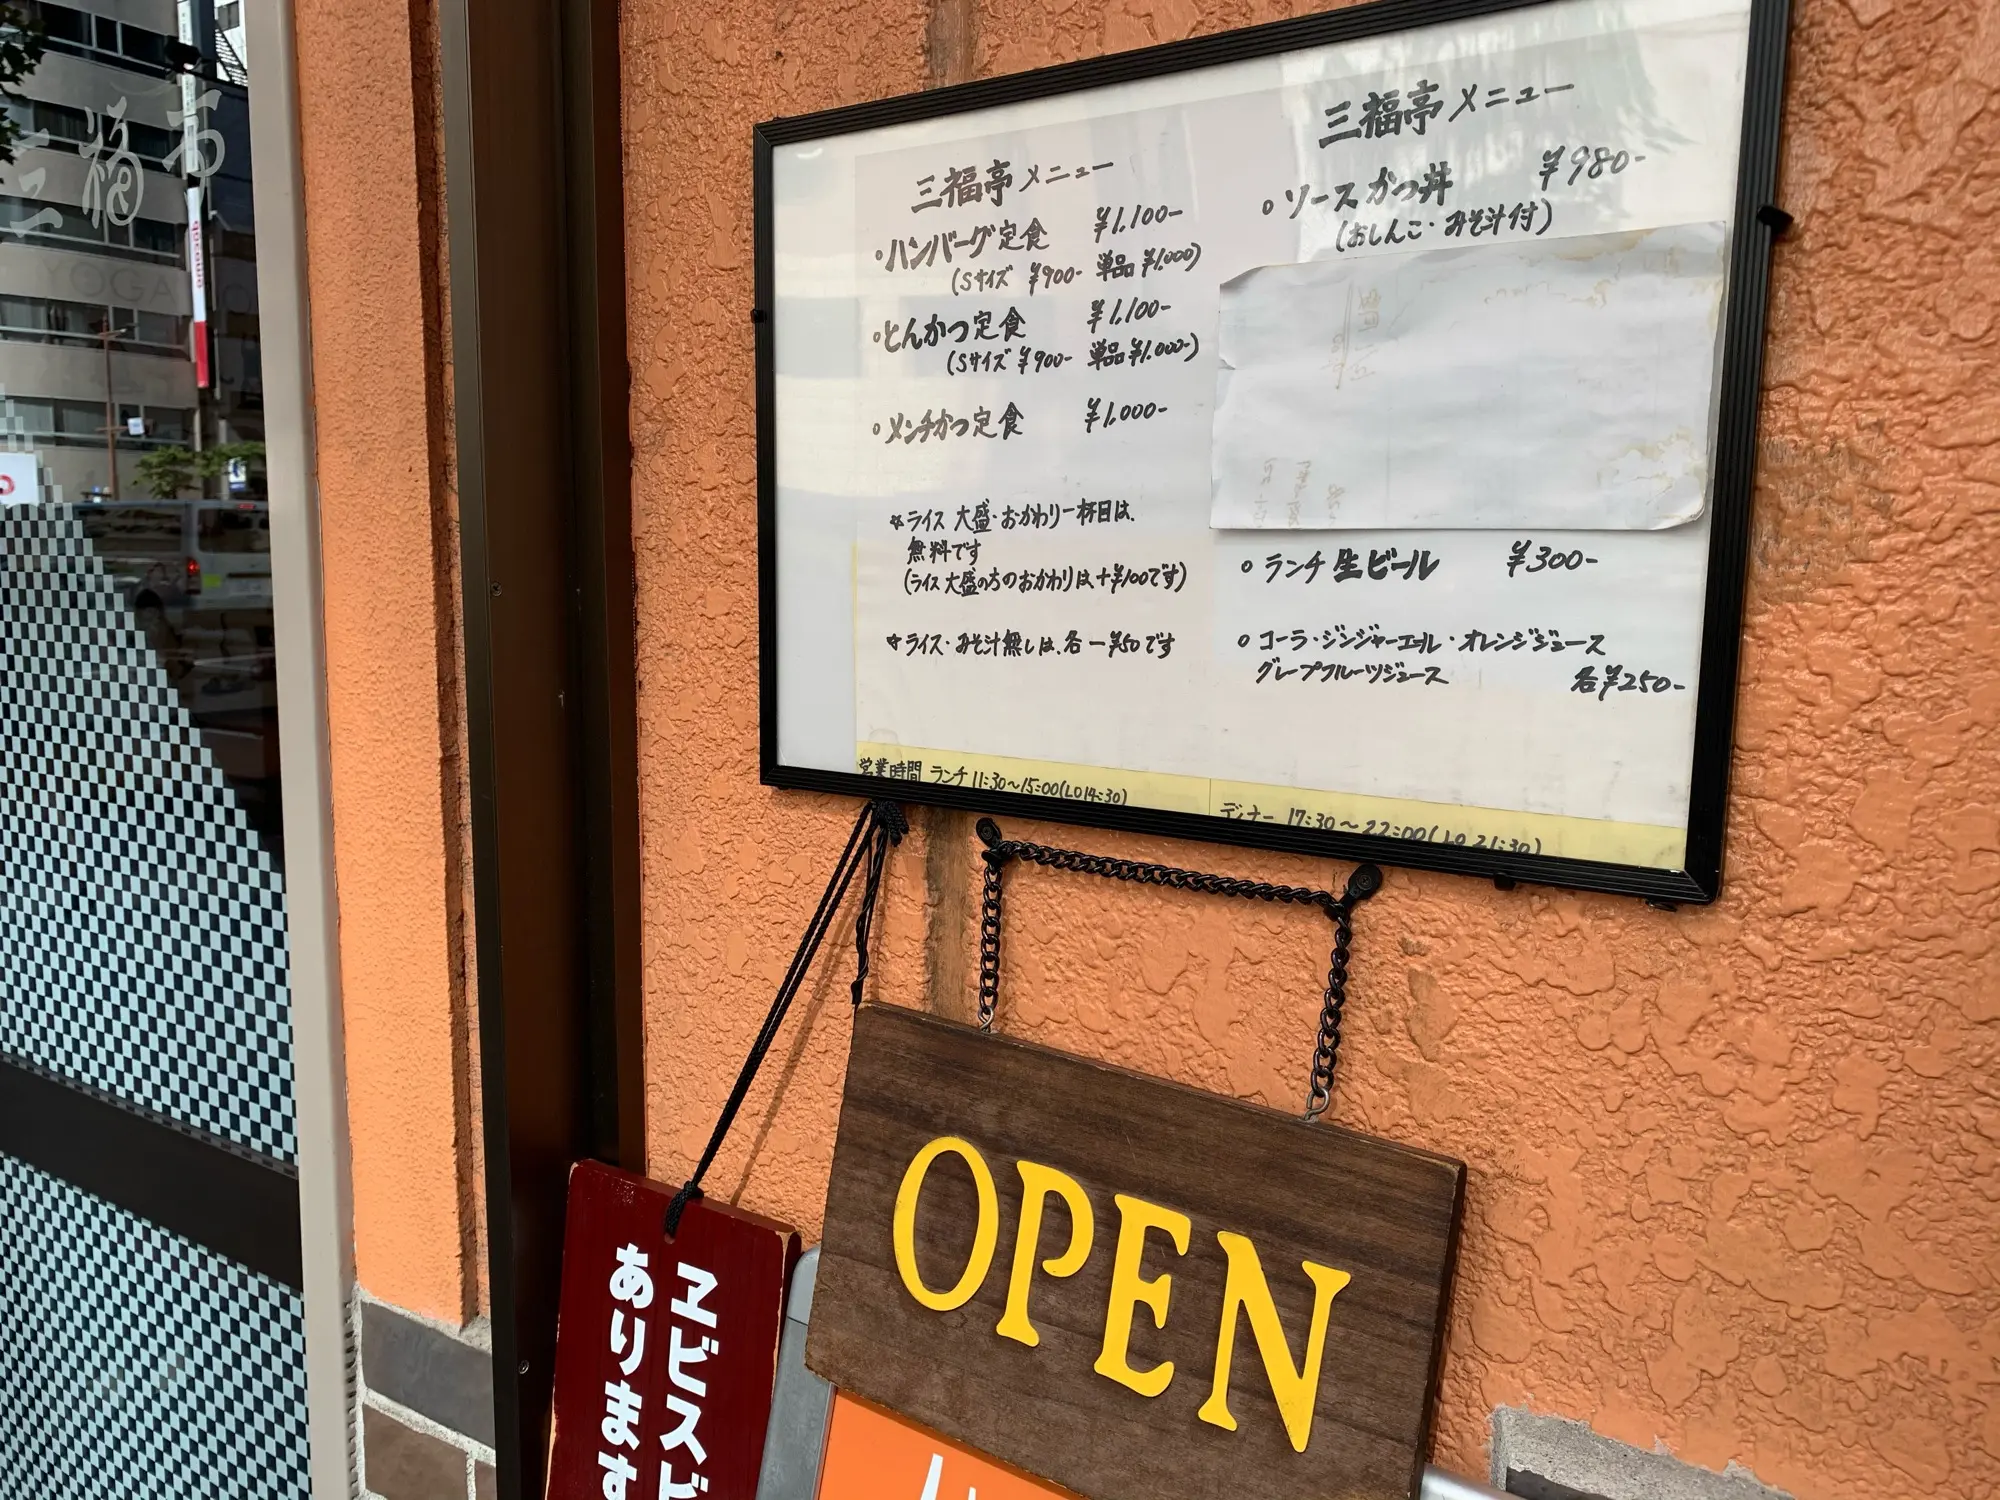 三福亭
三福亭メニュー
・ハンバーグ定食 ¥1,100-
(Sサイズ ¥900- 単品 ¥1,000)
・とんかつ定食 ¥1,100-
(Sサイズ ¥900- 単品 ¥1,000-)
・メンチかつ定食 ¥1,000-
☆ライス 大盛・おかわり一杯目は、
無料です
(ライス大盛の方のおかわりは、+¥100です)
☆ライス・みそ汁無しは、各-¥50です
営業時間 ランチ 11:30~15:00(LO14:30)
三福亭メニュー
・ソースかつ丼 ¥980-
(おしんこ・みそ汁付)
・ランチ生ビール ¥300-
・コーラ・ジンジャーエール・オレンジジュース
グレープフルーツジュース 各¥250-
ディナー 17:30~22:00(LO 21:30)
OPEN
ヱビスビ
あります